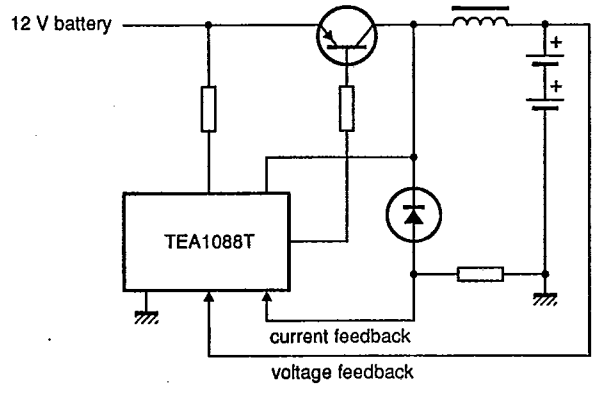 12 V battery
+
+
TEA1088T
current feedback
voltage feedback